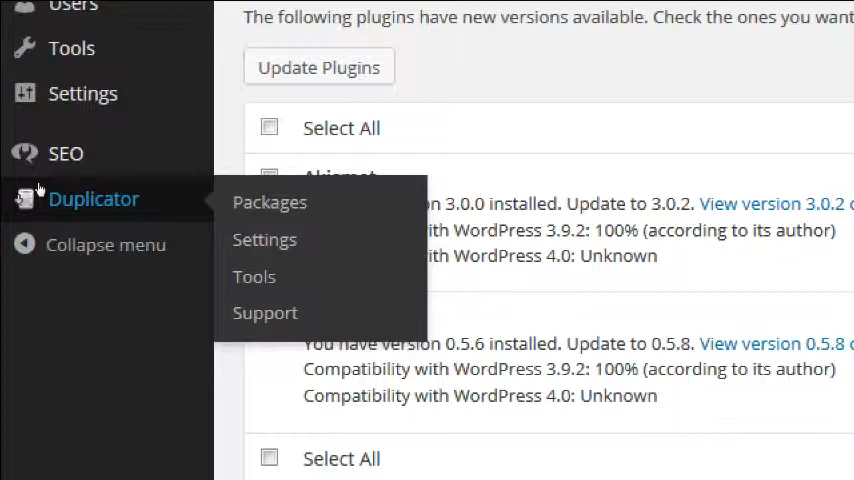 Users
Tools
Settings
SEO
Duplicator
Collapse menu
Packages
Settings
Tools
Support
The following plugins have new versions available. Check the ones you want
Update Plugins
Select All
Akismet
on 3.0.0 installed. Update to 3.0.2. View version 3.0.2
with WordPress 3.9.2: 100% (according to its author)
with WordPress 4.0: Unknown
You have version 0.5.6 installed. Update to 0.5.8. View version 0.5.8
Compatibility with WordPress 3.9.2: 100% (according to its author)
Compatibility with WordPress 4.0: Unknown
Select All